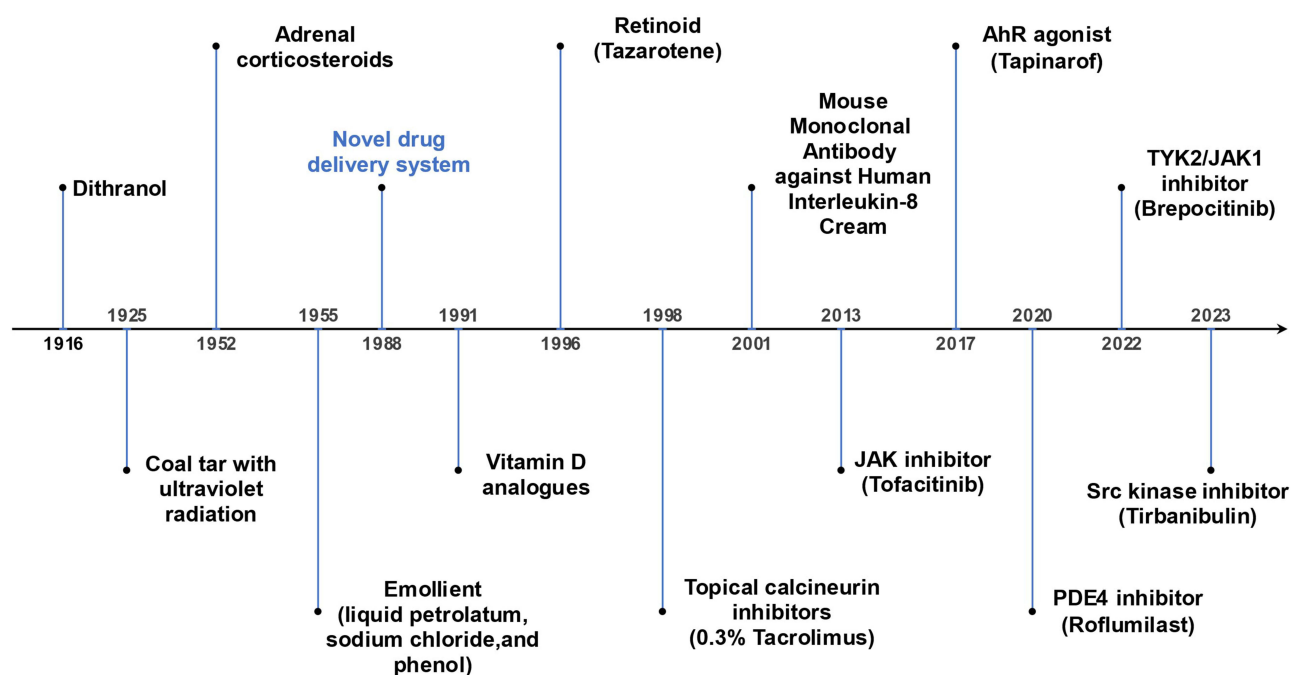 Dithranol
1916
1925
Coal tar with
ultraviolet
radiation
Adrenal
corticosteroids
1952
1955
Emollient
(liquid petrolatum,
sodium chloride,and
phenol)
Novel drug
delivery system
1988
1991
Vitamin D
analogues
Retinoid
(Tazarotene)
1996
1998
Topical calcineurin
inhibitors
(0.3% Tacrolimus)
Mouse
Monoclonal
Antibody
against Human
Interleukin-8
Cream
2001
2013
JAK inhibitor
(Tofacitinib)
AhR agonist
(Tapinarof)
2017
2020
PDE4 inhibitor
(Roflumilast)
TYK2/JAK1
inhibitor
(Brepocitinib)
2022
2023
Src kinase inhibitor
(Tirbanibulin)